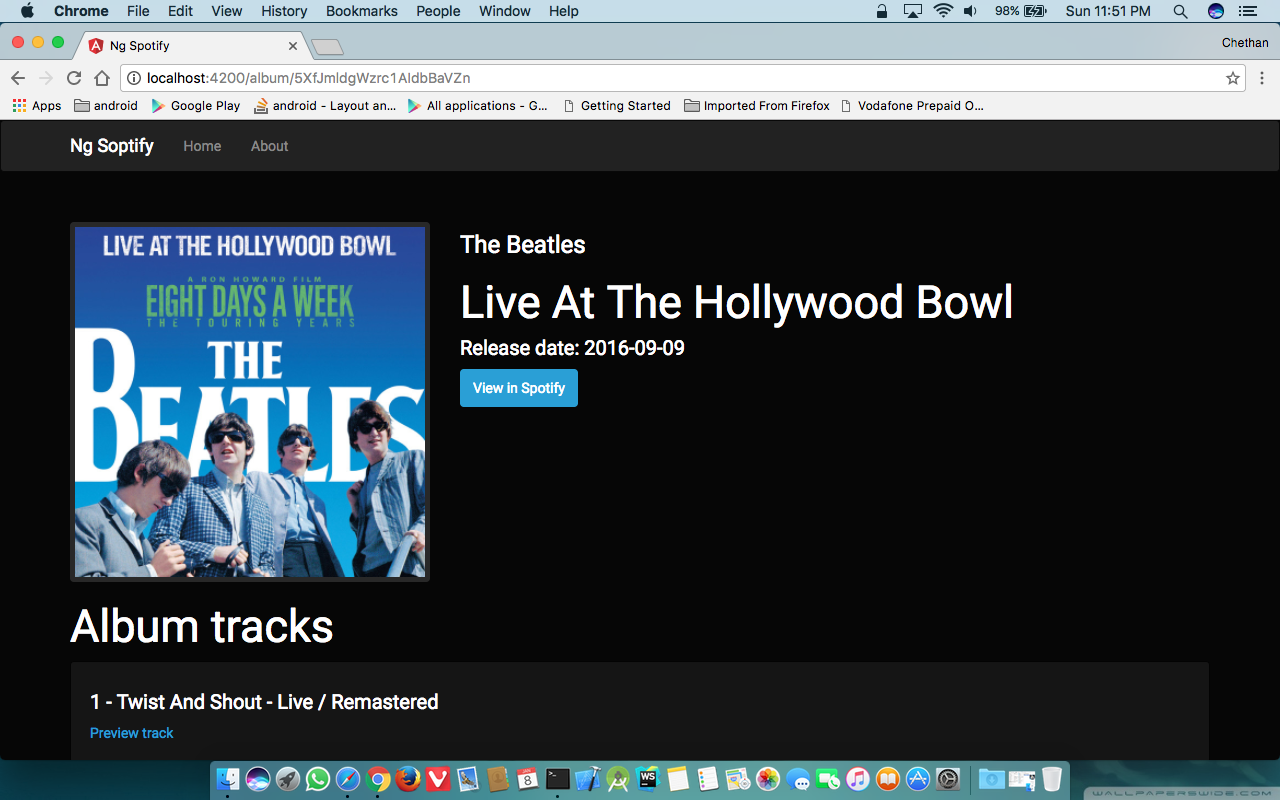 Chrome File Edit View History Bookmarks People Window Help 98% Sun 11:51 PM
Ng Spotify Chethan
localhost:4200/album/5XfJmldgWzrc1AldbBaVZn
Apps android Google Play android - Layout an... All applications - G... Getting Started Imported From Firefox Vodafone Prepaid O...
Ng Soptify Home About
LIVE AT THE HOLLYWOOD BOWL
A RON HOWARD FILM
EIGHT DAYS A WEEK
THE TOURING YEARS
THE
BEATLES
The Beatles
Live At The Hollywood Bowl
Release date: 2016-09-09
View in Spotify
Album tracks
1 - Twist And Shout - Live / Remastered
Preview track
8
WS
WALLPAPERSWIDE.COM